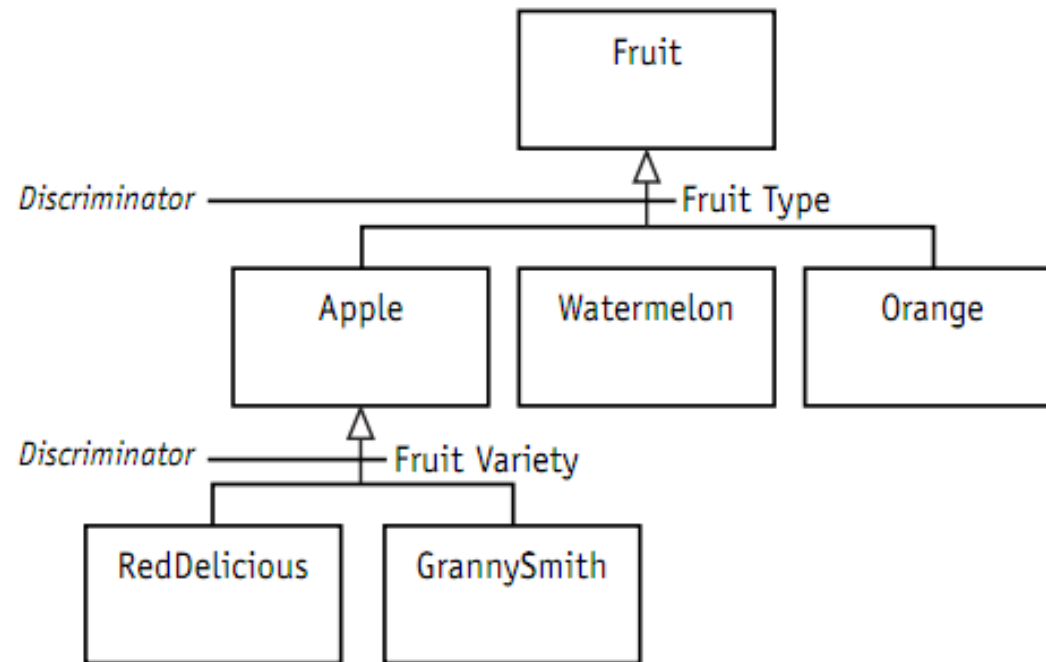 Fruit
Discriminator
Fruit Type
Apple
Watermelon
Orange
Discriminator
Fruit Variety
RedDelicious
GrannySmith